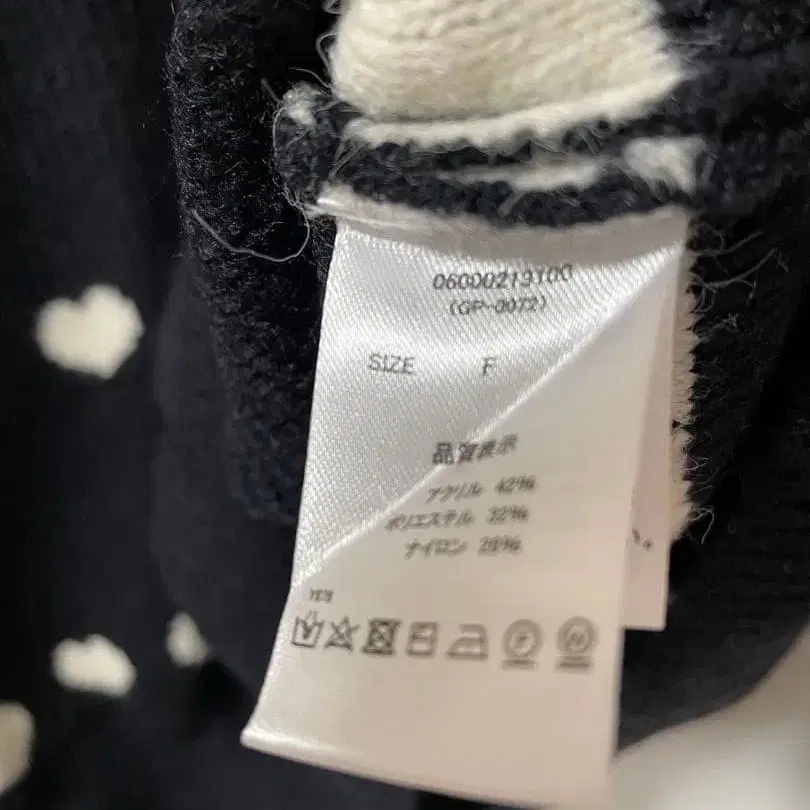 06000213100
(GP-0072)
SIZE F
品質表示
アクリル 42%
ポリエステル 32%
ナイロン 26%
YES
F
W